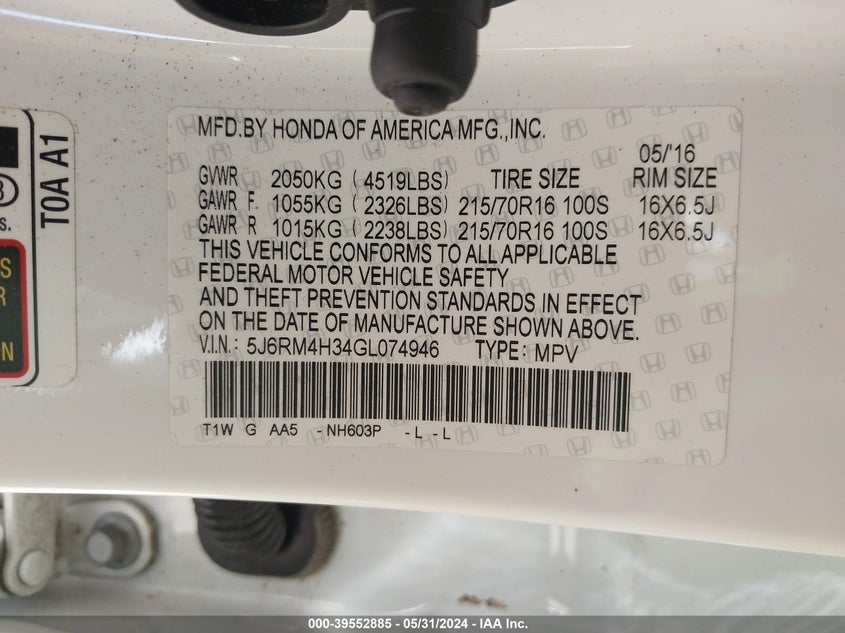 MFD.BY HONDA OF AMERICA MFG.,INC.
05/'16
GVWR 2050KG ( 4519LBS) TIRE SIZE RIM SIZE
GAWR F. 1055KG ( 2326LBS) 215/70R16 100S 16X6.5J
GAWR R 1015KG ( 2238LBS) 215/70R16 100S 16X6.5J
THIS VEHICLE CONFORMS TO ALL APPLICABLE
FEDERAL MOTOR VEHICLE SAFETY
AND THEFT PREVENTION STANDARDS IN EFFECT
ON THE DATE OF MANUFACTURE SHOWN ABOVE.
V.I.N.: 5J6RM4H34GL074946 TYPE: MPV
T1W G AA5 -NH603P -L -L
T0A A1
000-39552885 - 05/31/2024 - IAA Inc.